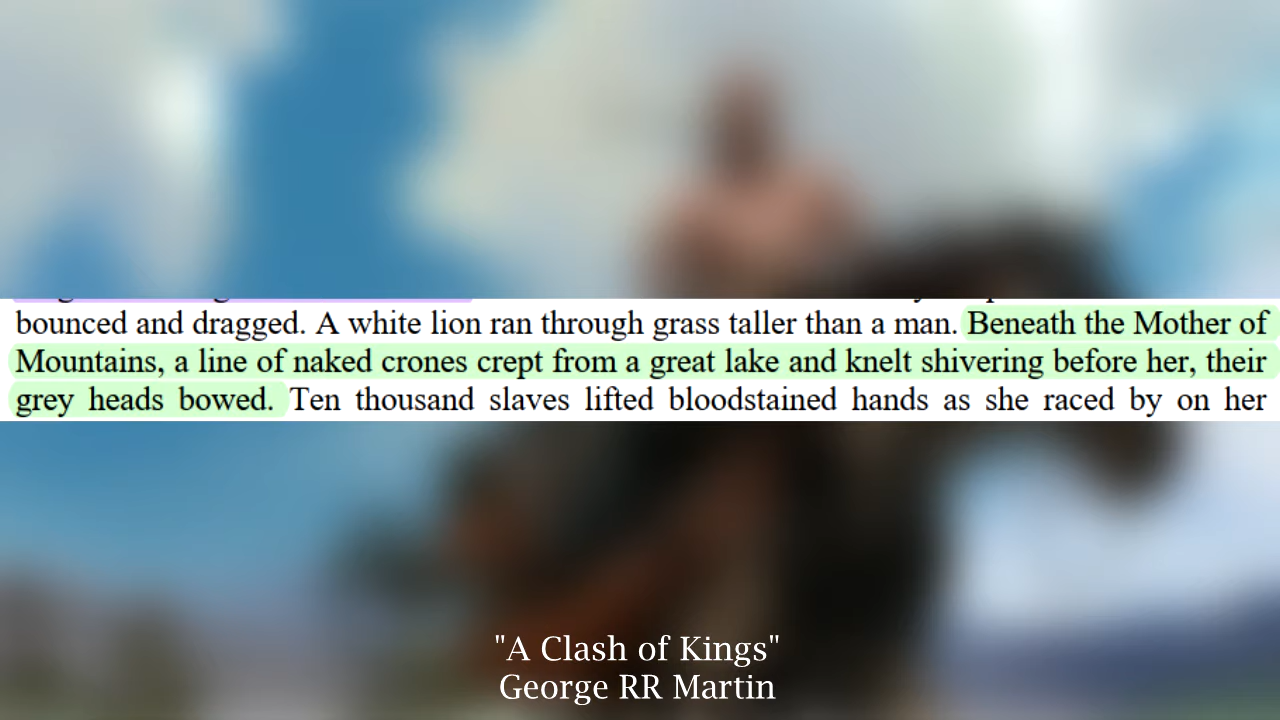 bounced and dragged. A white lion ran through grass taller than a man. Beneath the Mother of
Mountains, a line of naked crones crept from a great lake and knelt shivering before her, their
grey heads bowed. Ten thousand slaves lifted bloodstained hands as she raced by on her
"A Clash of Kings"
George RR Martin